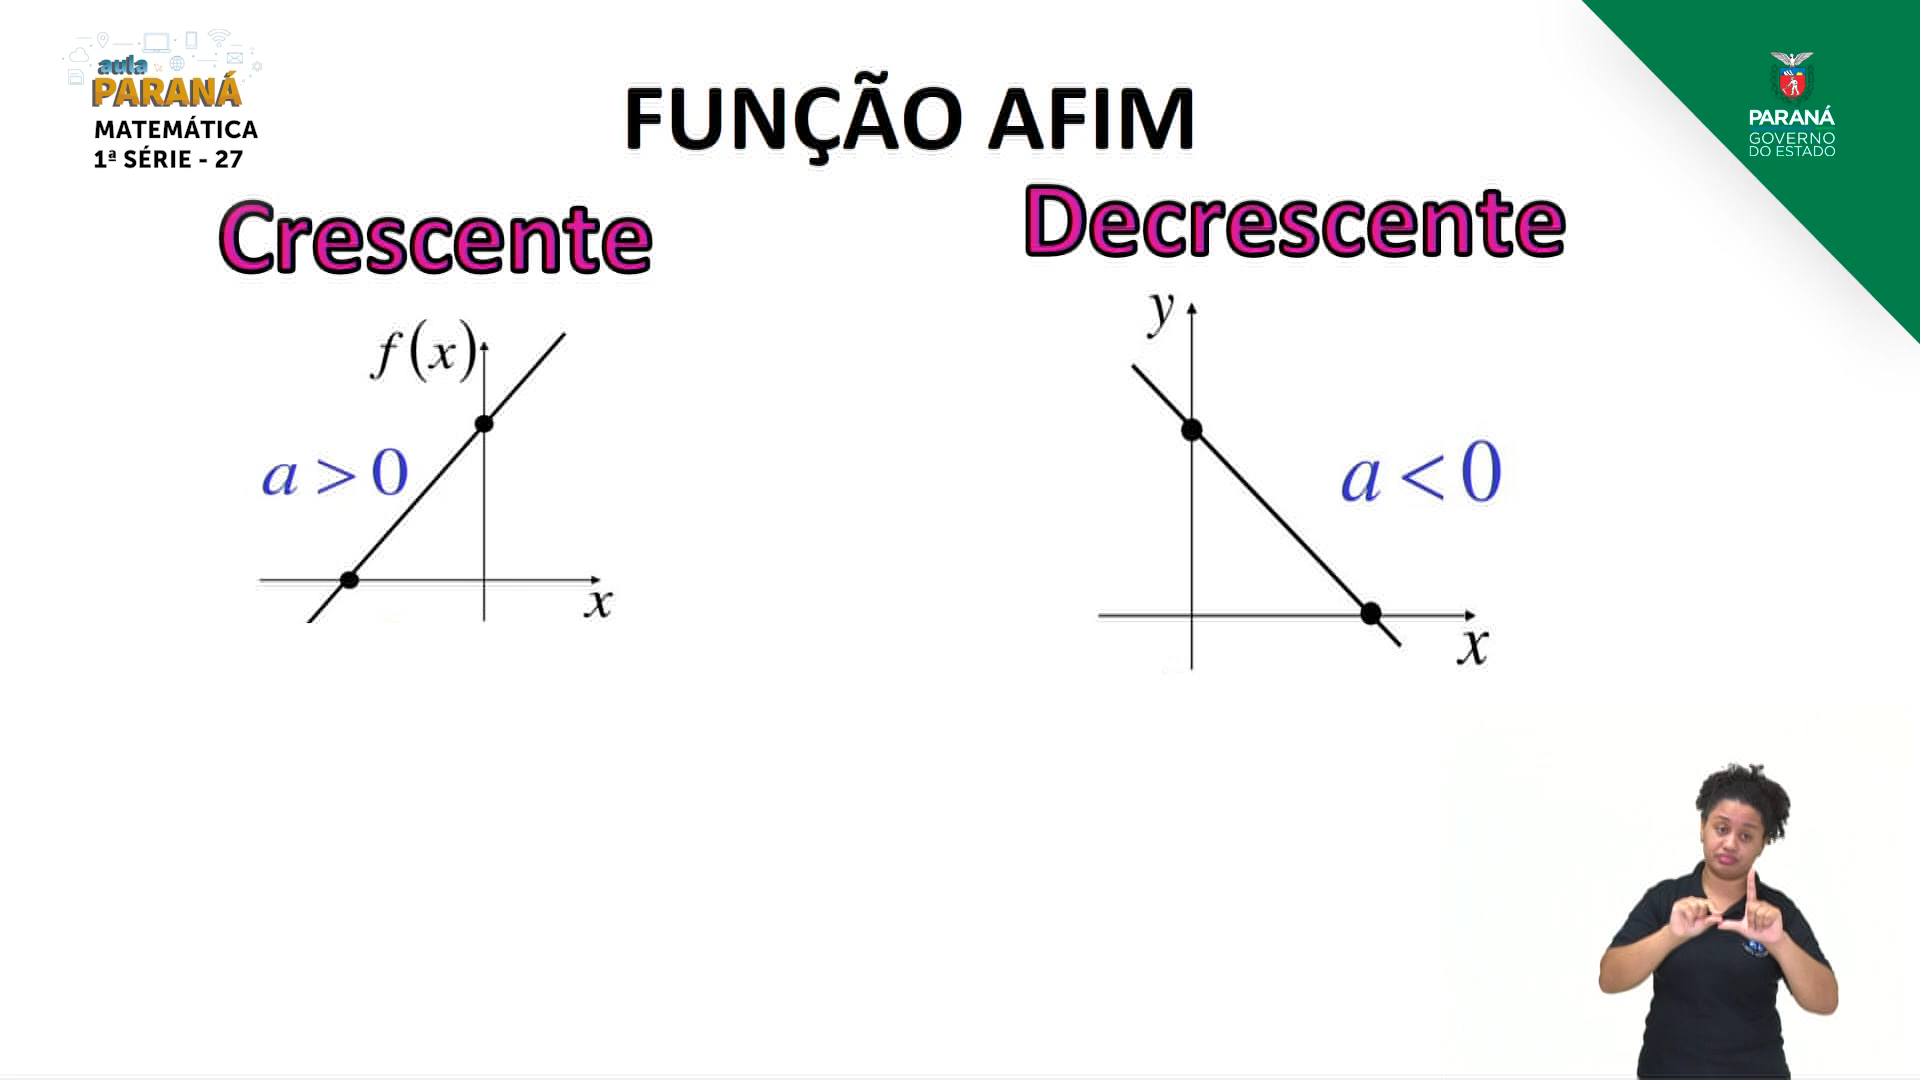 aula
PARANÁ
MATEMÁTICA
1ª SÉRIE - 27
FUNÇÃO AFIM
PARANÁ
GOVERNO
DO ESTADO
Crescente
f(x)
a > 0
x
Decrescente
y
a < 0
x